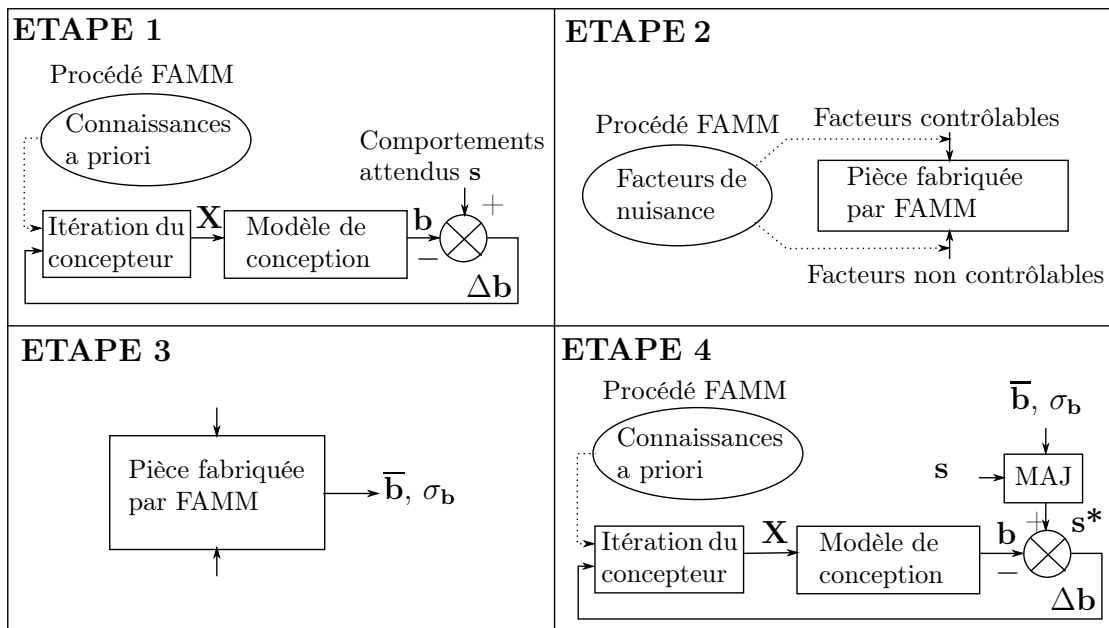 ETAPE 1
Procédé FAMM
Connaissances
a priori
Comportements
attendus s
+
Itération du
concepteur
X
Modèle de
conception
b
−
Δb
ETAPE 2
Procédé FAMM
Facteurs de
nuisance
Facteurs contrôlables
Pièce fabriquée
par FAMM
Facteurs non contrôlables
ETAPE 3
Pièce fabriquée
par FAMM
b̅, σb
ETAPE 4
Procédé FAMM
Connaissances
a priori
b̅, σb
s
MAJ
+
s*
Itération du
concepteur
X
Modèle de
conception
b
−
Δb